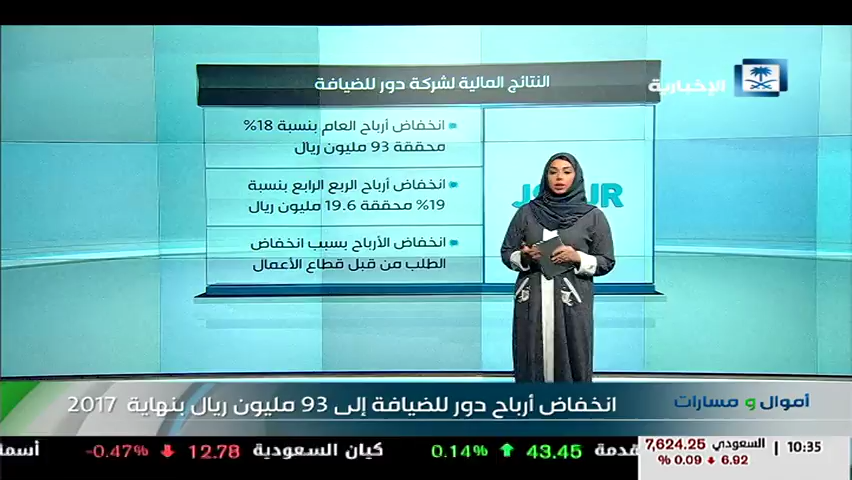 الإخبارية
النتائج المالية لشركة دور للضيافة
انخفاض أرباح العام بنسبة 18%
محققة 93 مليون ريال
انخفاض أرباح الربع الرابع بنسبة
19% محققة 19.6 مليون ريال
انخفاض الأرباح بسبب انخفاض
الطلب من قبل قطاع الأعمال
أموال و مسارات
انخفاض أرباح دور للضيافة إلى 93 مليون ريال بنهاية 2017
10:35 | السعودي 7,624.25
% 0.09 6.92
43.45 0.14%
كيان السعودية 12.78 -0.47%